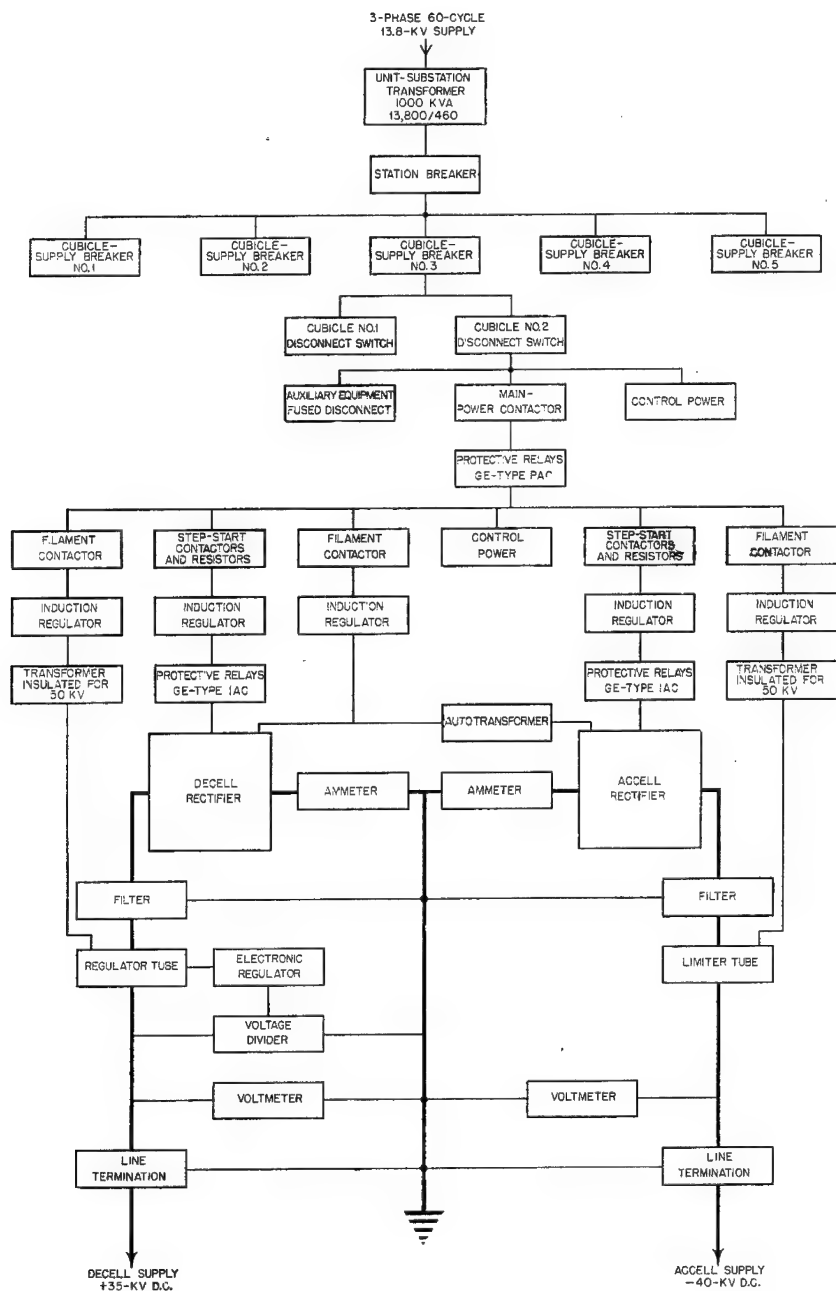 3-PHASE 60-CYCLE
13.8-KV SUPPLY
UNIT-SUBSTATION
TRANSFORMER
1000 KVA
13,800/460
STATION BREAKER
CUBICLE-
SUPPLY BREAKER
NO.1
CUBICLE-
SUPPLY BREAKER
NO.2
CUBICLE-
SUPPLY BREAKER
NO.3
CUBICLE-
SUPPLY BREAKER
NO.4
CUBICLE-
SUPPLY BREAKER
NO.5
CUBICLE NO.1
DISCONNECT SWITCH
CUBICLE NO.2
DISCONNECT SWITCH
AUXILIARY EQUIPMENT
FUSED DISCONNECT
MAIN-
POWER CONTACTOR
CONTROL POWER
PROTECTIVE RELAYS
GE-TYPE PAC
FILAMENT
CONTACTOR
STEP-START
CONTACTORS
AND RESISTORS
FILAMENT
CONTACTOR
CONTROL
POWER
STEP-START
CONTACTORS
AND RESISTORS
FILAMENT
CONTACTOR
INDUCTION
REGULATOR
INDUCTION
REGULATOR
INDUCTION
REGULATOR
INDUCTION
REGULATOR
INDUCTION
REGULATOR
TRANSFORMER
INSULATED FOR
50 KV
PROTECTIVE RELAYS
GE-TYPE IAC
PROTECTIVE RELAYS
GE-TYPE IAC
TRANSFORMER
INSULATED FOR
50 KV
AUTOTRANSFORMER
DECELL
RECTIFIER
AMMETER
AMMETER
ACCELL
RECTIFIER
FILTER
FILTER
REGULATOR TUBE
ELECTRONIC
REGULATOR
LIMITER TUBE
VOLTAGE
DIVIDER
VOLTMETER
VOLTMETER
LINE
TERMINATION
LINE
TERMINATION
DECELL SUPPLY
+35-KV D.C.
ACCELL SUPPLY
-40-KV D.C.